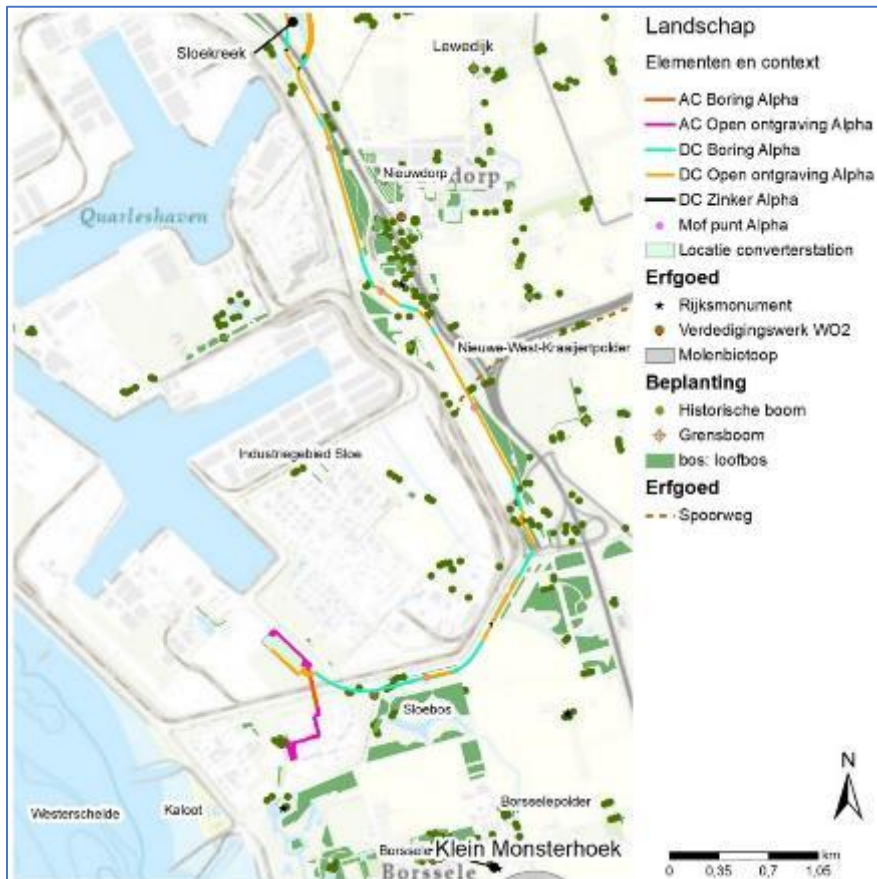 Landschap
Elementen en context
AC Boring Alpha
AC Open ontgraving Alpha
DC Boring Alpha
DC Open ontgraving Alpha
DC Zinker Alpha
Mof punt Alpha
Locatie converterstation
Erfgoed
Rijksmonument
Verdedigingswerk WO2
Molenbiotoop
Beplanting
Historische boom
Grensboom
bos: loofbos
Erfgoed
Spoorweg
Sloekreek
Lewedijk
Nieuwdorp
dorp
Quarleshaven
Nieuwe-West-Kraaijertpolder
Industriegebied Sloe
Sloebos
Westerschelde
Kaloot
Borsselepolder
Borssele
Klein Monsterhoek
Borssele
N
km
0 0,35 0,7 1,05